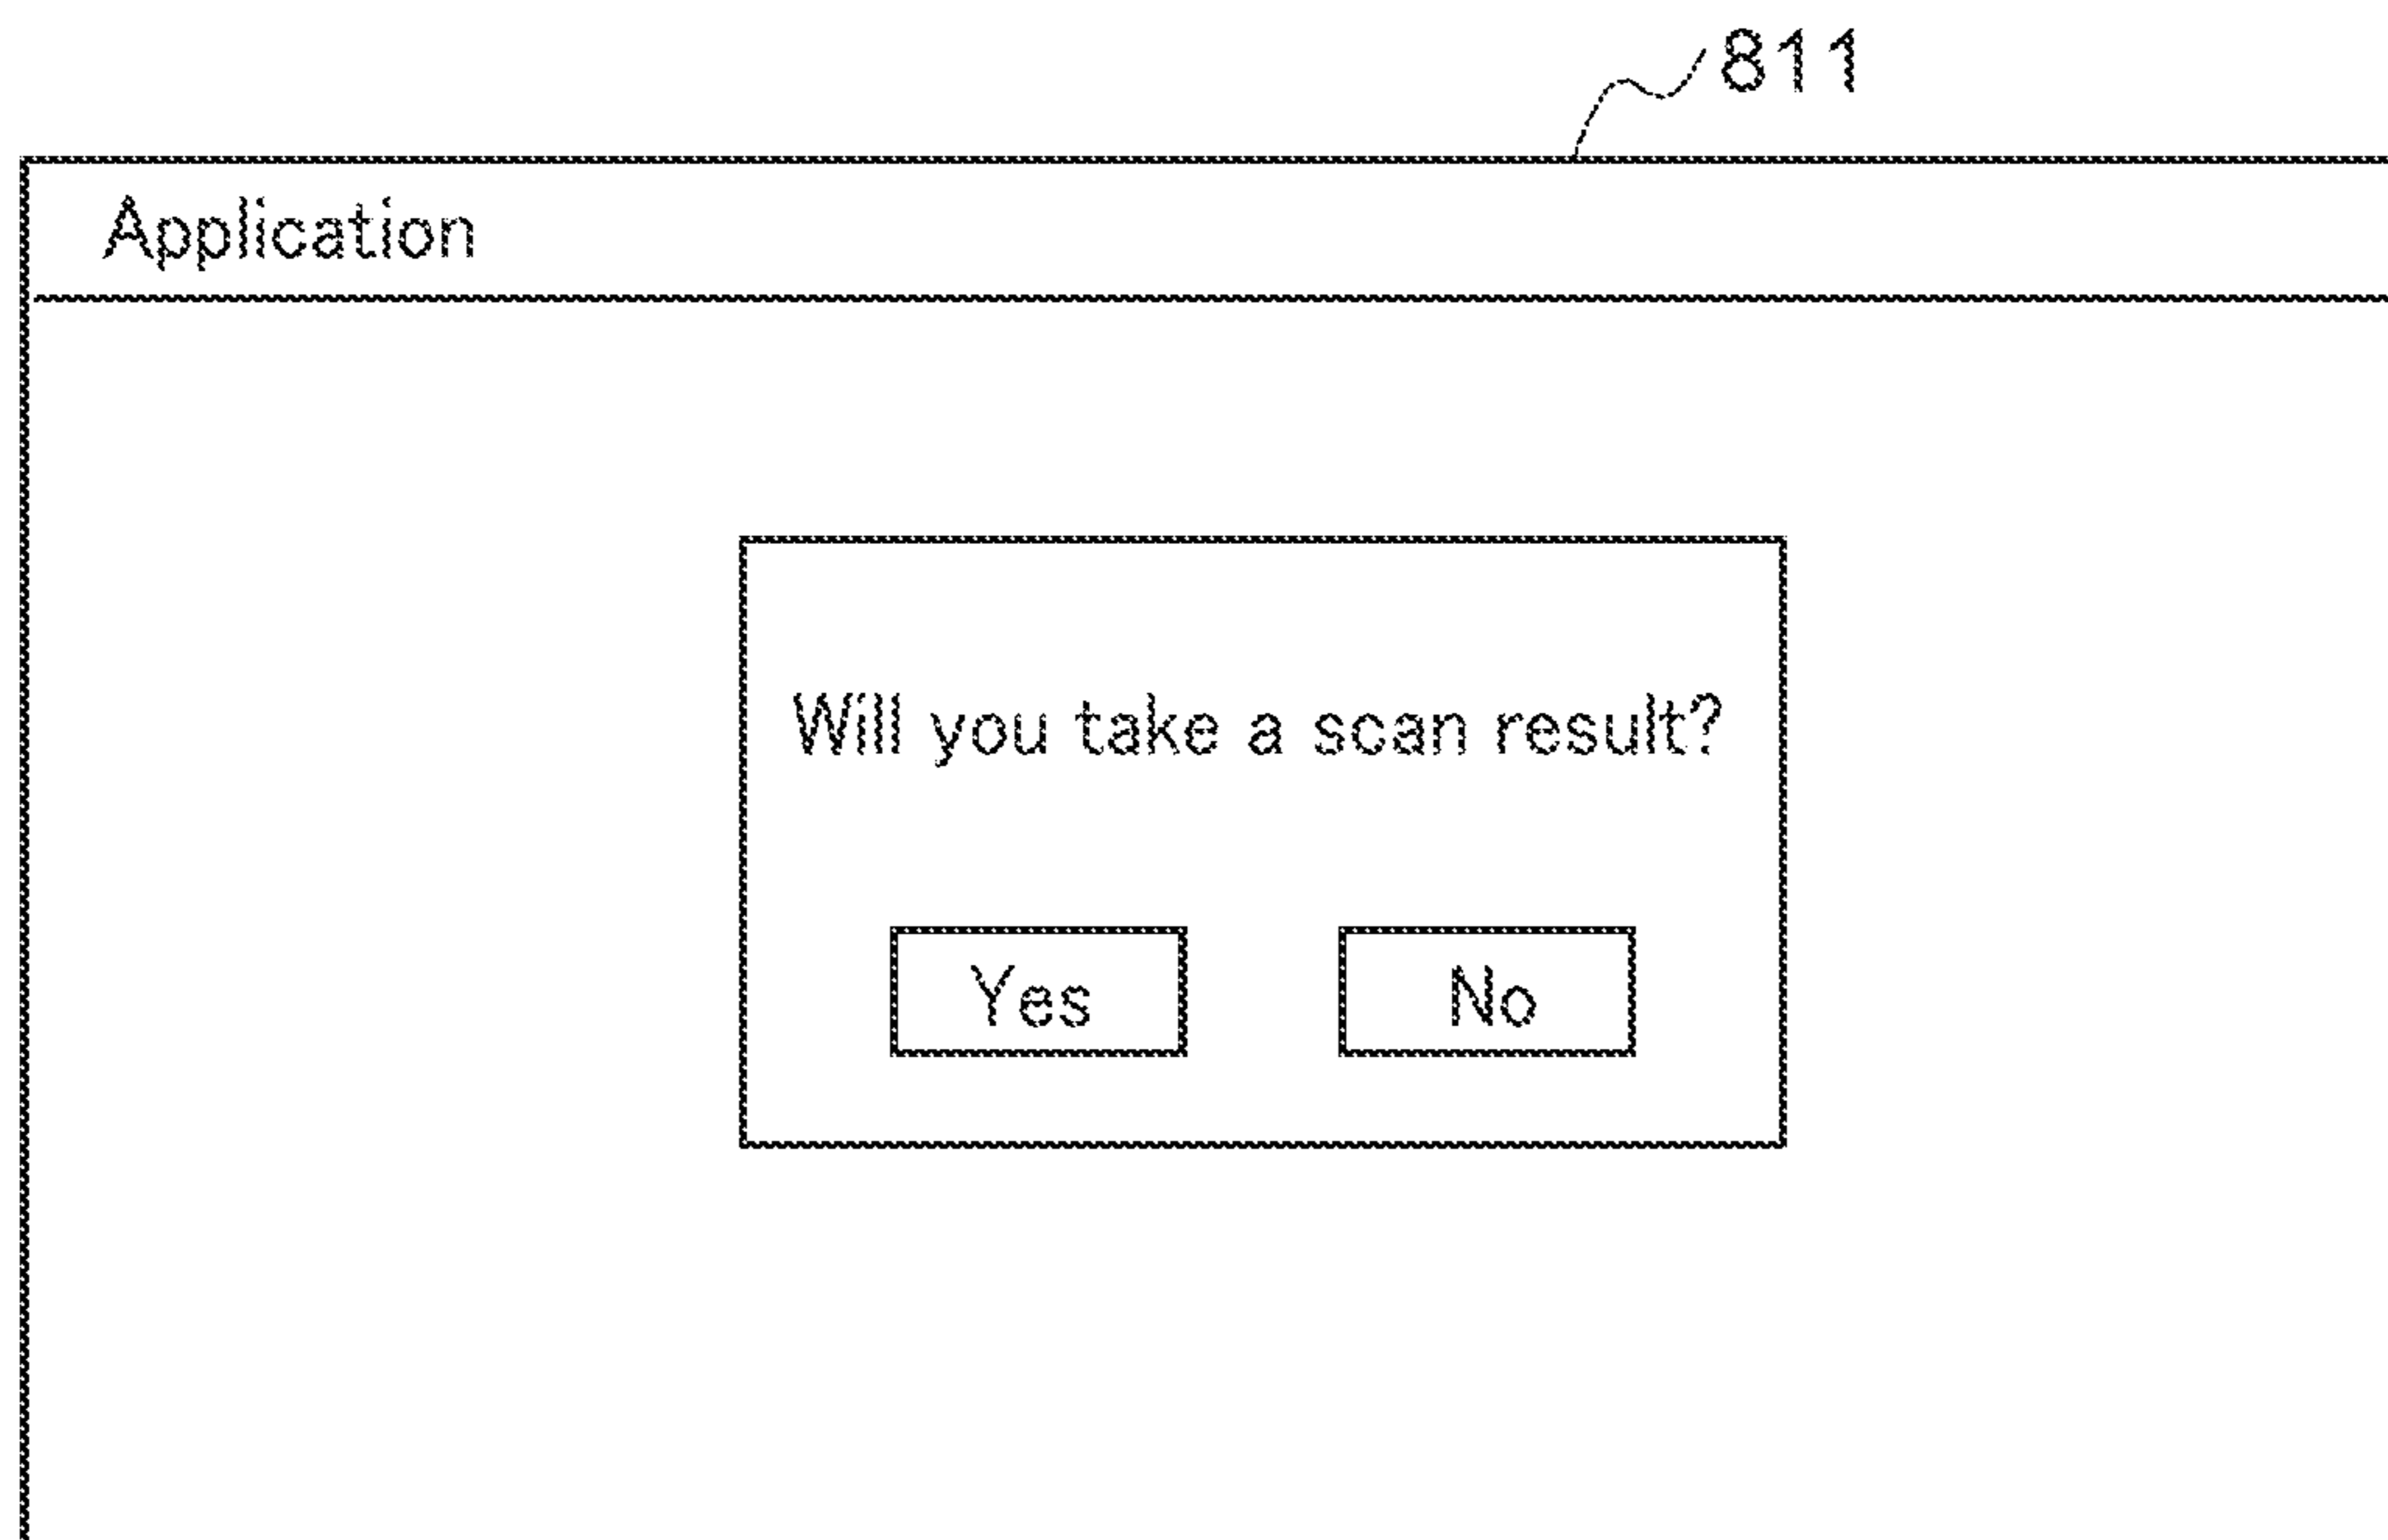 811
Application
Will you take a scan result?
Yes No